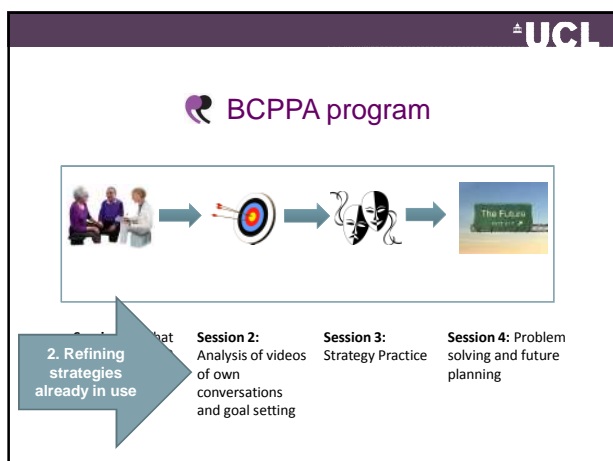 UCL
BCPPA program
The Future
Session 2:
Analysis of videos
of own
conversations
and goal setting
Session 3:
Strategy Practice
Session 4: Problem
solving and future
planning
2. Refining
strategies
already in use